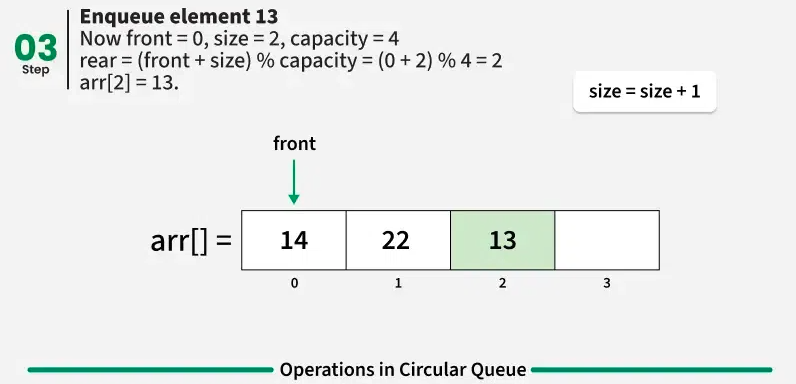 03
Step
Enqueue element 13
Now front = 0, size = 2, capacity = 4
rear = (front + size) % capacity = (0 + 2) % 4 = 2
arr[2] = 13.
size = size + 1
front
arr[] =
14 22 13
0 1 2 3
Operations in Circular Queue